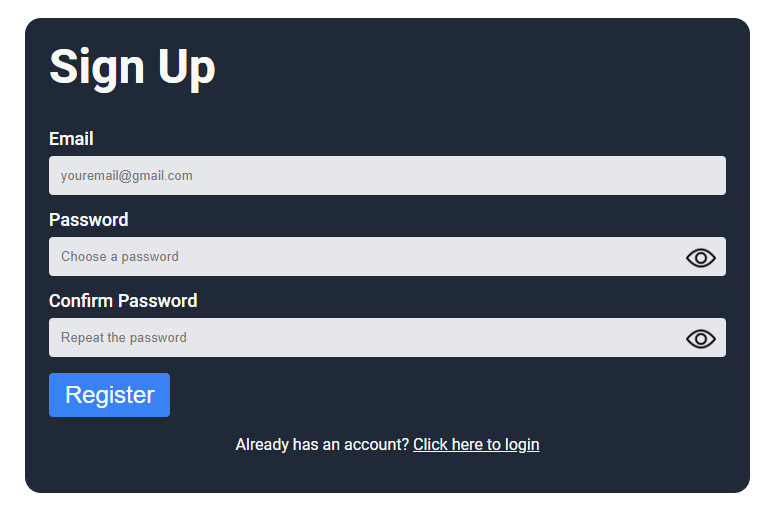 Sign Up
Email
youremail@gmail.com
Password
Choose a password
Confirm Password
Repeat the password
Register
Already has an account? Click here to login